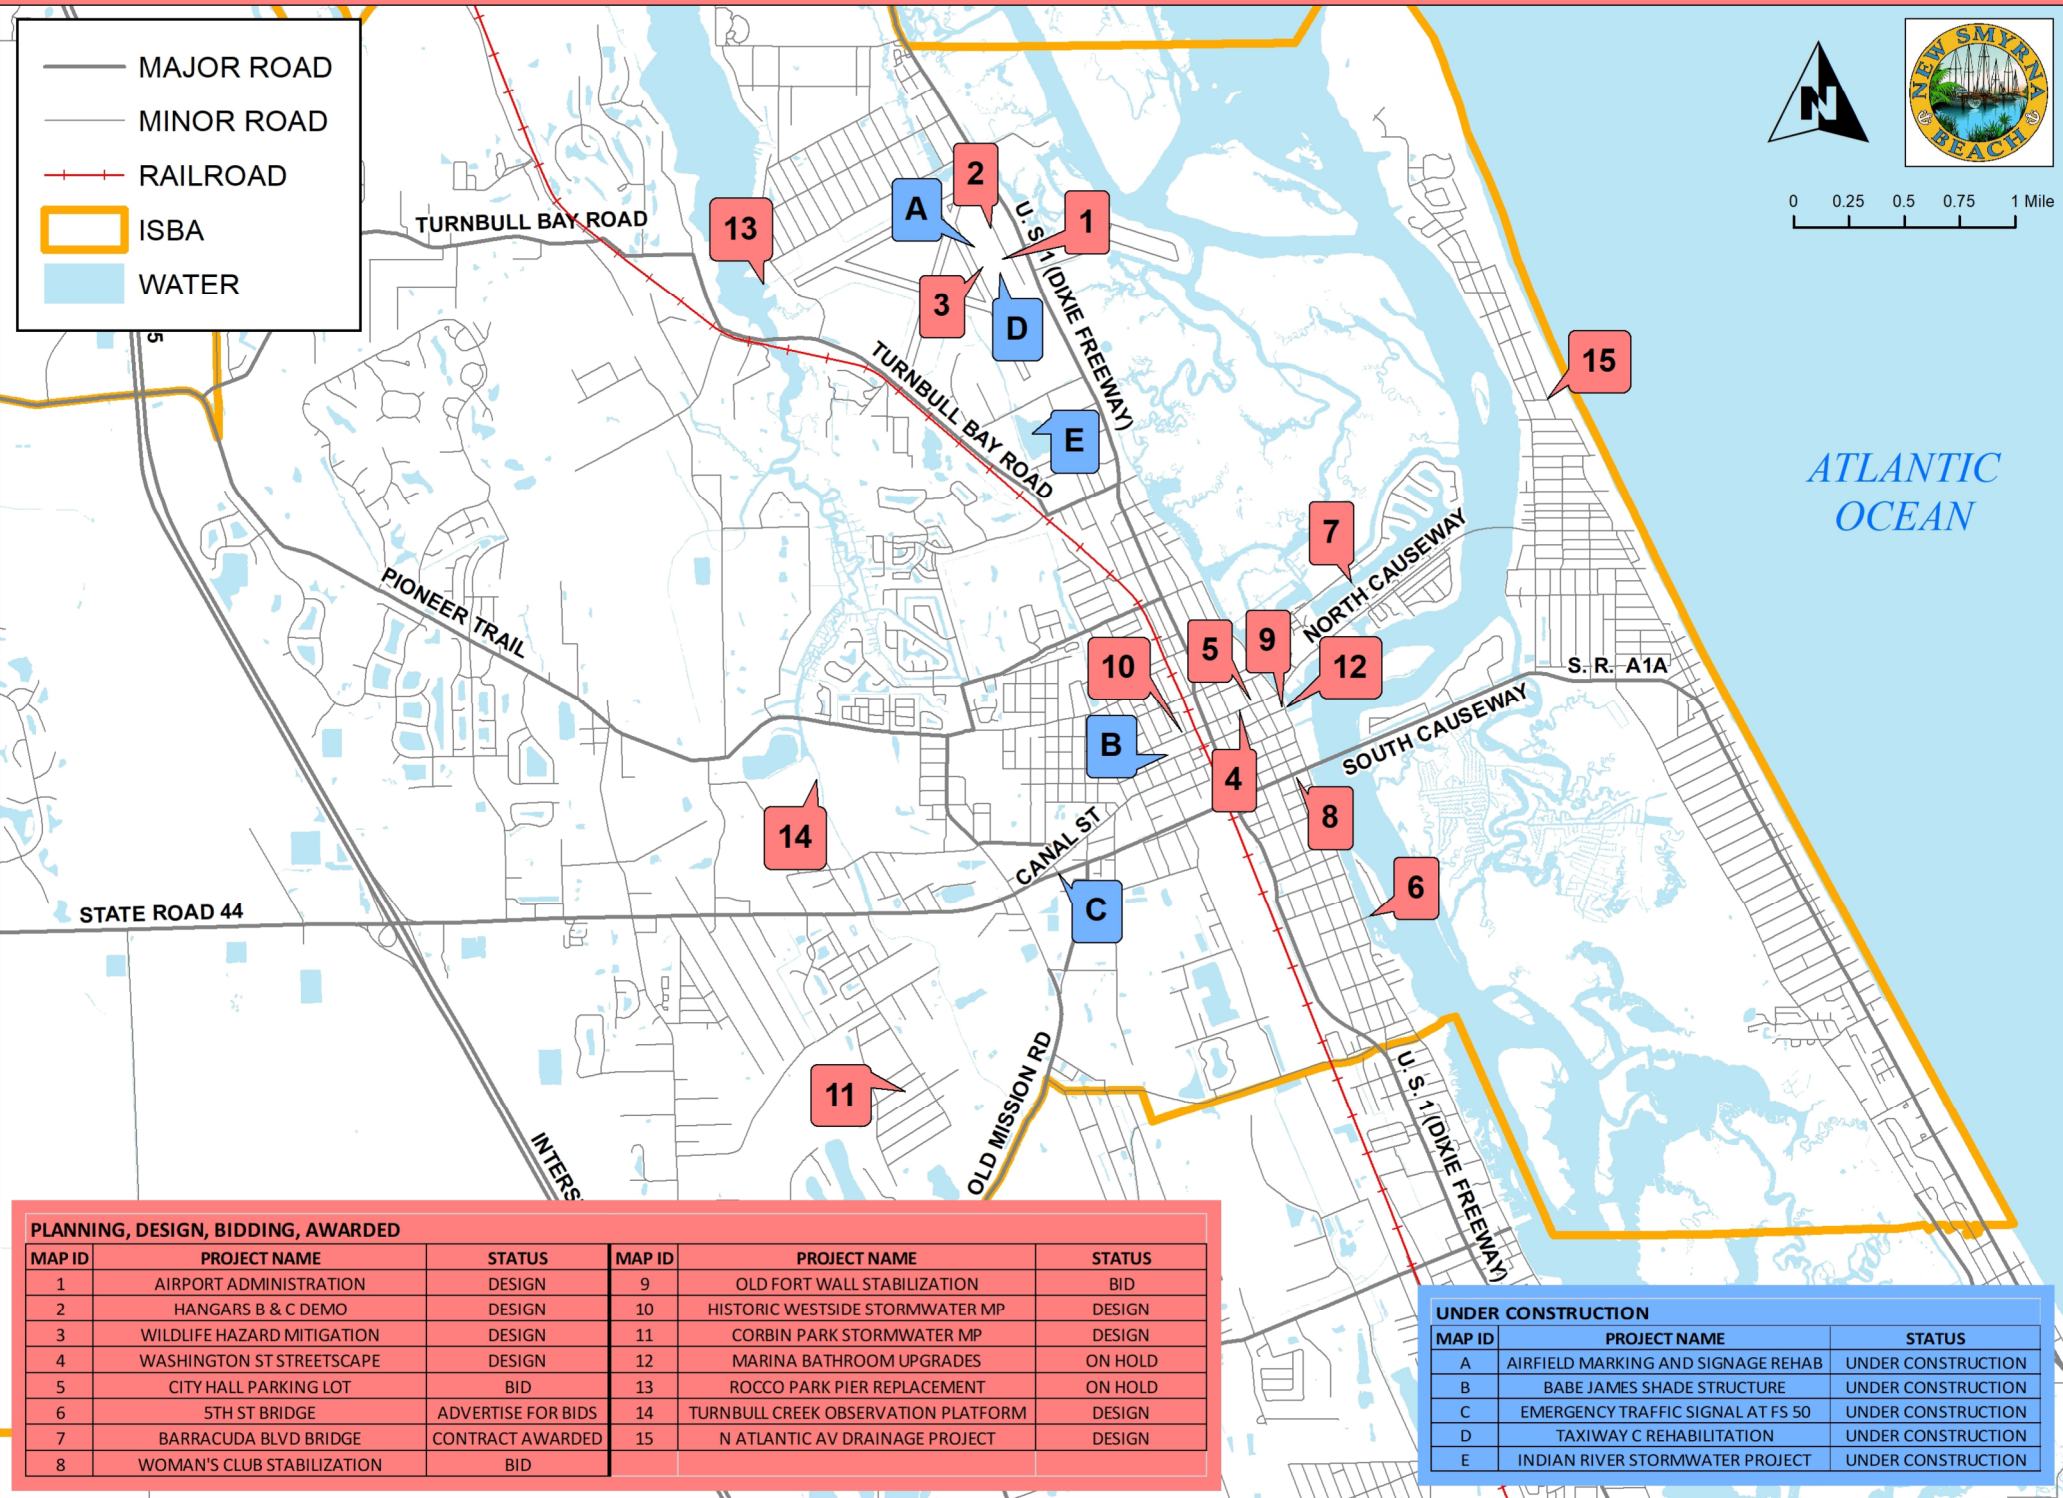 MAJOR ROAD
MINOR ROAD
RAILROAD
ISBA
WATER
NEW SMYRNA
BEACH
N
0 0.25 0.5 0.75 1 Mile
TURNBULL BAY ROAD
13
A
2
1
3
D
U. S. 1 (DIXIE FREEWAY)
15
5
TURNBULL BAY ROAD
E
ATLANTIC
OCEAN
7
NORTH CAUSEWAY
PIONEER TRAIL
5
9
10
12
S. R. A1A
B
4
SOUTH CAUSEWAY
8
14
CANAL ST
6
C
STATE ROAD 44
11
OLD MISSION RD
U. S. 1 (DIXIE FREEWAY)
INTERS
PLANNING, DESIGN, BIDDING, AWARDED
MAP ID PROJECT NAME STATUS MAP ID PROJECT NAME STATUS
1 AIRPORT ADMINISTRATION DESIGN 9 OLD FORT WALL STABILIZATION BID
2 HANGARS B & C DEMO DESIGN 10 HISTORIC WESTSIDE STORMWATER MP DESIGN
3 WILDLIFE HAZARD MITIGATION DESIGN 11 CORBIN PARK STORMWATER MP DESIGN
4 WASHINGTON ST STREETSCAPE DESIGN 12 MARINA BATHROOM UPGRADES ON HOLD
5 CITY HALL PARKING LOT BID 13 ROCCO PARK PIER REPLACEMENT ON HOLD
6 5TH ST BRIDGE ADVERTISE FOR BIDS 14 TURNBULL CREEK OBSERVATION PLATFORM DESIGN
7 BARRACUDA BLVD BRIDGE CONTRACT AWARDED 15 N ATLANTIC AV DRAINAGE PROJECT DESIGN
8 WOMAN'S CLUB STABILIZATION BID
UNDER CONSTRUCTION
MAP ID PROJECT NAME STATUS
A AIRFIELD MARKING AND SIGNAGE REHAB UNDER CONSTRUCTION
B BABE JAMES SHADE STRUCTURE UNDER CONSTRUCTION
C EMERGENCY TRAFFIC SIGNAL AT FS 50 UNDER CONSTRUCTION
D TAXIWAY C REHABILITATION UNDER CONSTRUCTION
E INDIAN RIVER STORMWATER PROJECT UNDER CONSTRUCTION